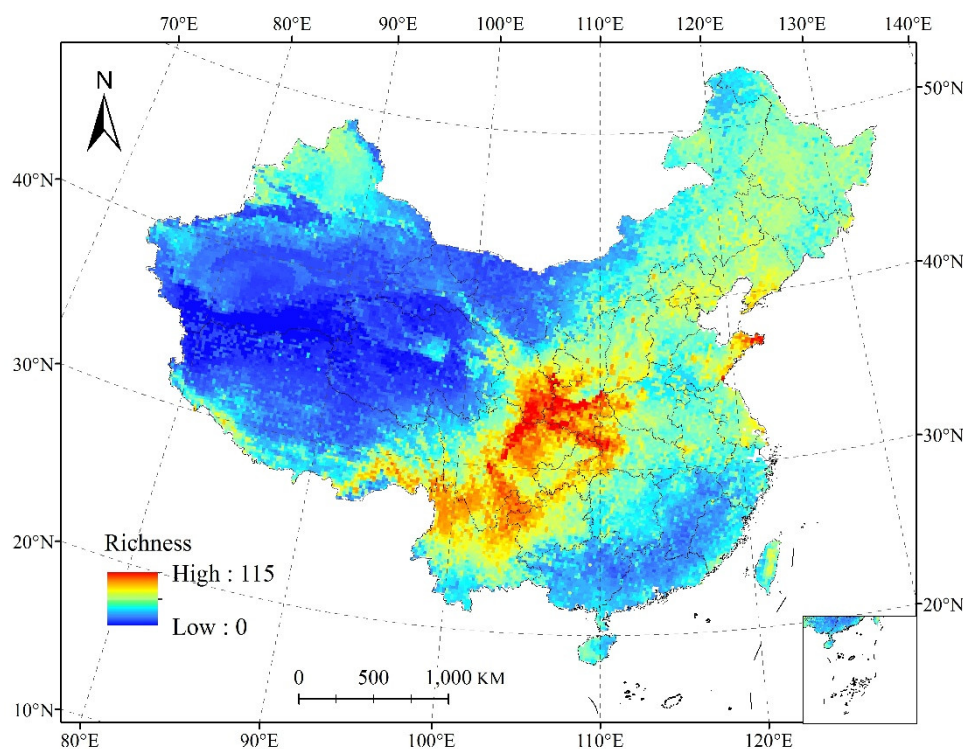 70°E 80°E 90°E 100°E 110°E 120°E 130°E 140°E
N
50°N
40°N
40°N
30°N
30°N
20°N
20°N
10°N
Richness
High : 115
Low : 0
0 500 1,000 KM
80°E 90°E 100°E 110°E 120°E